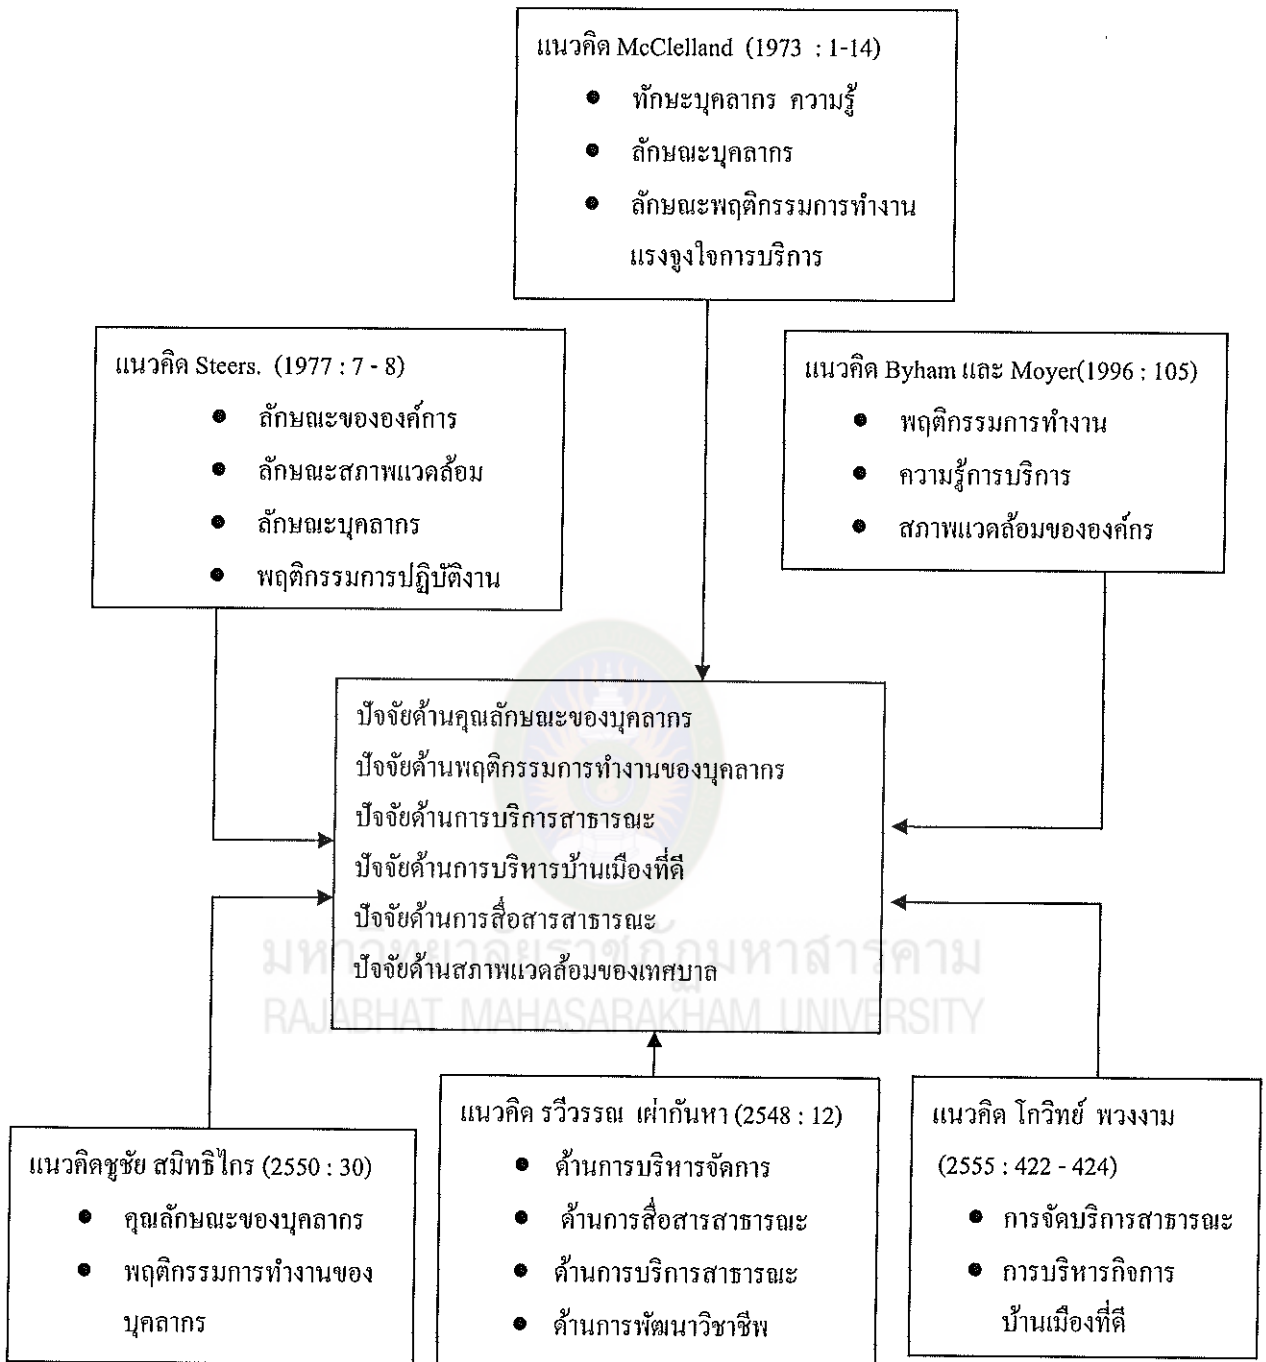 แนวคิด McClelland (1973 : 1-14)
● ทักษะบุคลากร ความรู้
● ลักษณะบุคลากร
● ลักษณะพฤติกรรมการทำงาน
แรงจูงใจการบริการ
แนวคิด Steers. (1977 : 7 - 8)
● ลักษณะขององค์การ
● ลักษณะสภาพแวดล้อม
● ลักษณะบุคลากร
● พฤติกรรมการปฏิบัติงาน
แนวคิด Byham และ Moyer(1996 : 105)
● พฤติกรรมการทำงาน
● ความรู้การบริการ
● สภาพแวดล้อมขององค์กร
ปัจจัยด้านคุณลักษณะของบุคลากร
ปัจจัยด้านพฤติกรรมการทำงานของบุคลากร
ปัจจัยด้านการบริการสาธารณะ
ปัจจัยด้านการบริหารบ้านเมืองที่ดี
ปัจจัยด้านการสื่อสารสาธารณะ
ปัจจัยด้านสภาพแวดล้อมของเทศบาล
มหาวิทยาลัยราชภัฏมหาสารคาม
RAJABHAT MAHASARAKHAM UNIVERSITY
แนวคิดชูชัย สมิทธิไกร (2550 : 30)
● คุณลักษณะของบุคลากร
● พฤติกรรมการทำงานของ
บุคลากร
แนวคิด รวีวรรณ เผ่ากัณหา (2548 : 12)
● ด้านการบริหารจัดการ
● ด้านการสื่อสารสาธารณะ
● ด้านการบริการสาธารณะ
● ด้านการพัฒนาวิชาชีพ
แนวคิด โกวิทย์ พวงงาม
(2555 : 422 - 424)
● การจัดบริการสาธารณะ
● การบริหารกิจการ
บ้านเมืองที่ดี